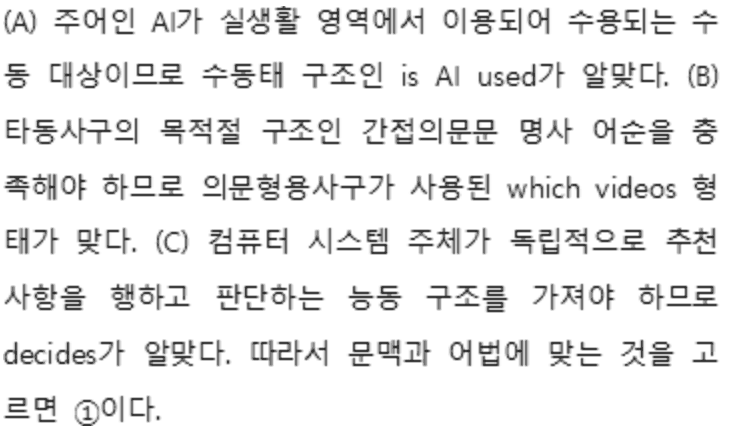 (A) 주어인 AI가 실생활 영역에서 이용되어 수용되는 수
동 대상이므로 수동태 구조인 is AI used가 알맞다. (B)
타동사구의 목적절 구조인 간접의문문 명사 어순을 충
족해야 하므로 의문형용사구가 사용된 which videos 형
태가 맞다. (C) 컴퓨터 시스템 주체가 독립적으로 추천
사항을 행하고 판단하는 능동 구조를 가져야 하므로
decides가 알맞다. 따라서 문맥과 어법에 맞는 것을 고
르면 ①이다.